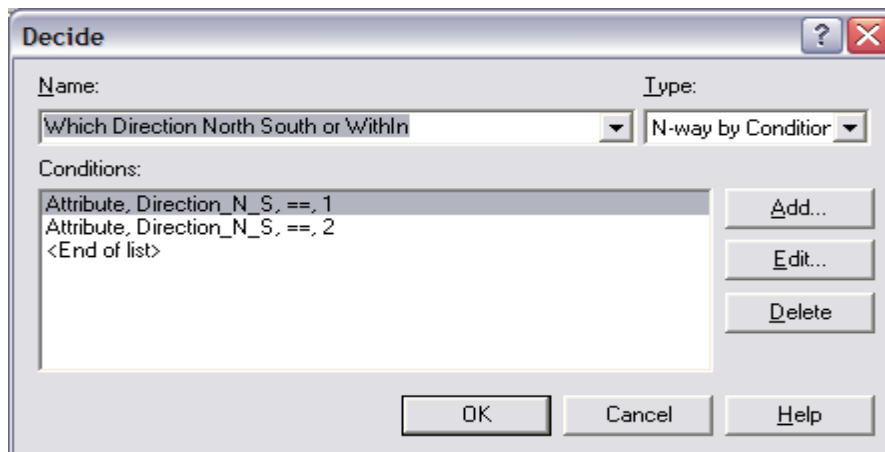 Decide
?
Name:
Type:
Which Direction North South or WithIn
N-way by Condition
Conditions:
Attribute, Direction_N_S, ==, 1
Attribute, Direction_N_S, ==, 2
<End of list>
Add...
Edit...
Delete
OK
Cancel
Help